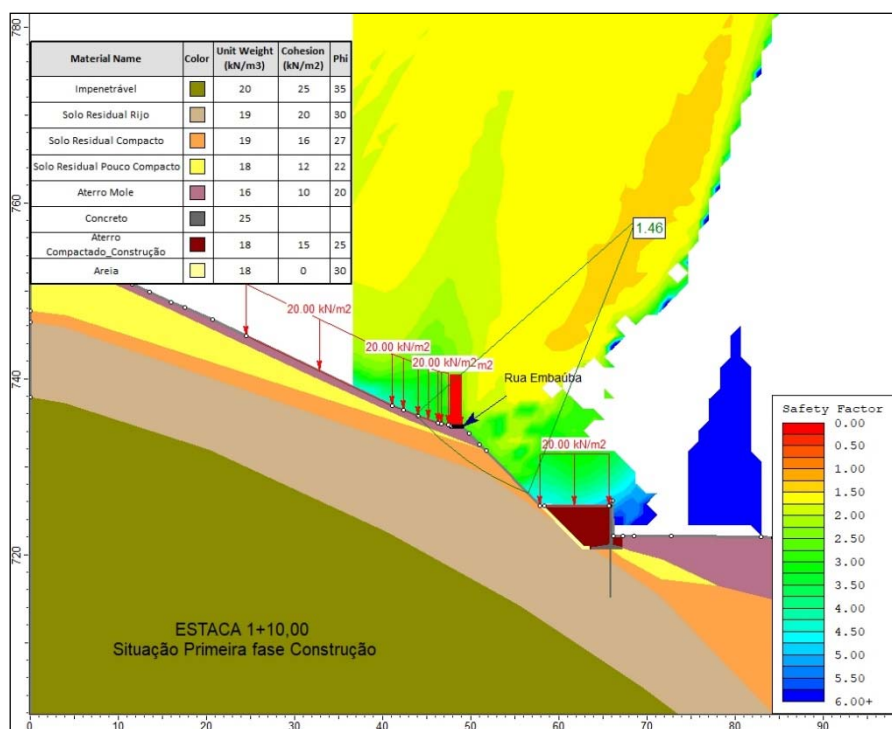 780
760
740
720
Material Name Color Unit Weight (kN/m3) Cohesion (kN/m2) Phi
Impenetrável 20 25 35
Solo Residual Rijo 19 20 30
Solo Residual Compacto 19 16 27
Solo Residual Pouco Compacto 18 12 22
Aterro Mole 16 10 20
Concreto 25
Aterro Compactado_Construção 18 15 25
Areia 18 0 30
1.46
20.00 kN/m2
20.00 kN/m2
20.00 kN/m2
m2
Rua Embaúba
20.00 kN/m2
ESTACA 1+10,00
Situação Primeira fase Construção
Safety Factor
0.00
0.50
1.00
1.50
2.00
2.50
3.00
3.50
4.00
4.50
5.00
5.50
6.00+
0 10 20 30 40 50 60 70 80 90